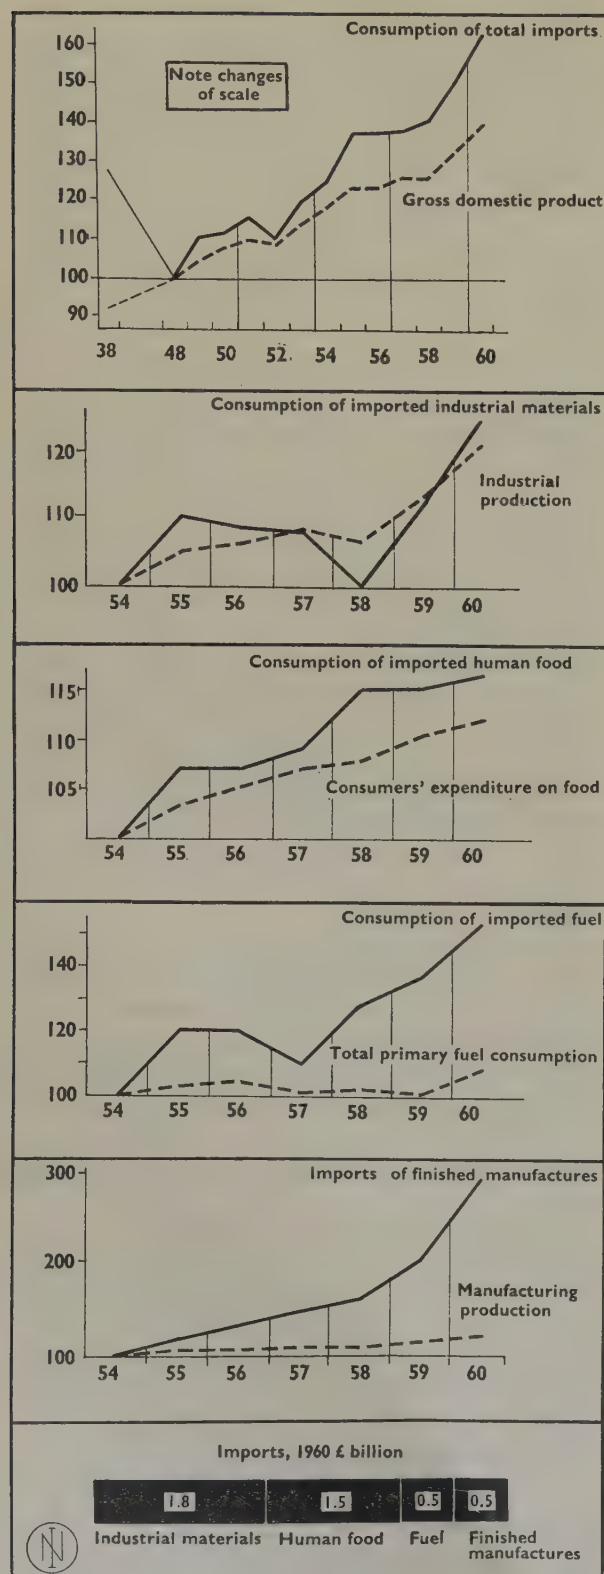 Consumption of total imports
160
150
140
130
120
110
100
90
Note changes
of scale
Gross domestic product
38 48 50 52. 54 56 58 60
Consumption of imported industrial materials
120
110
100
Industrial
production
54 55 56 57 58 59 60
Consumption of imported human food
115
110
105
Consumers' expenditure on food
54 55 56 57 58 59 60
Consumption of imported fuel
140
120
100
Total primary fuel consumption
54 55 56 57 58 59 60
Imports of finished manufactures
300
200
100
Manufacturing
production
54 55 56 57 58 59 60
Imports, 1960 £ billion
1.8 1.5 0.5 0.5
Industrial materials Human food Fuel Finished
manufactures